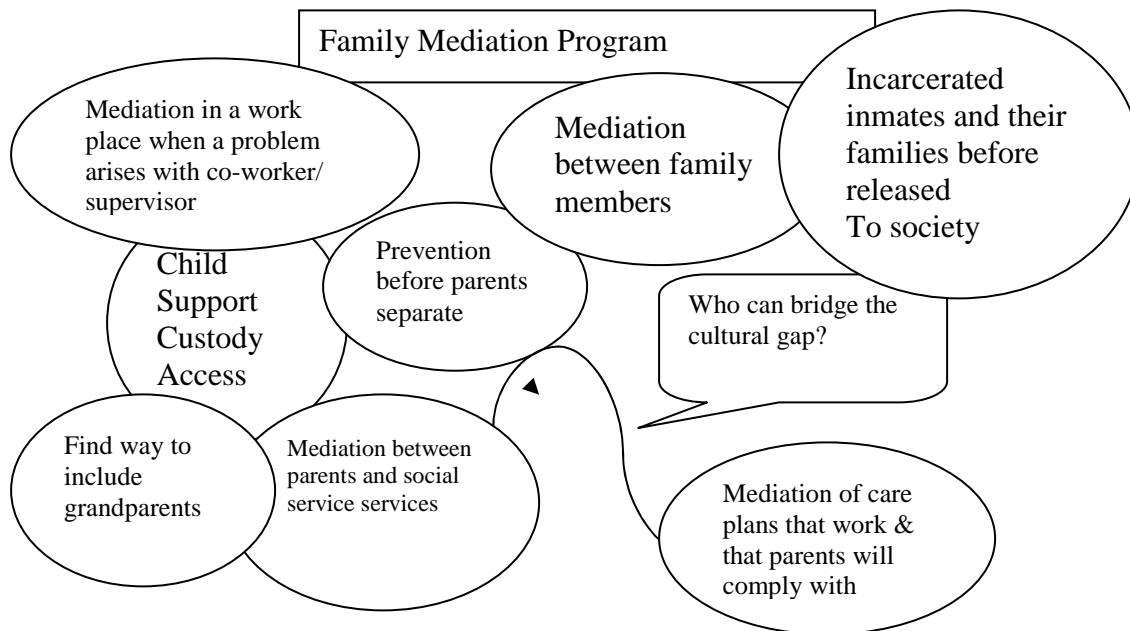 Family Mediation Program
Mediation in a work
place when a problem
arises with co-worker/
supervisor
Mediation
between family
members
Incarcerated
inmates and their
families before
released
To society
Child
Support
Custody
Access
Prevention
before parents
separate
Who can bridge the
cultural gap?
Find way to
include
grandparents
Mediation between
parents and social
service services
Mediation of care
plans that work &
that parents will
comply with